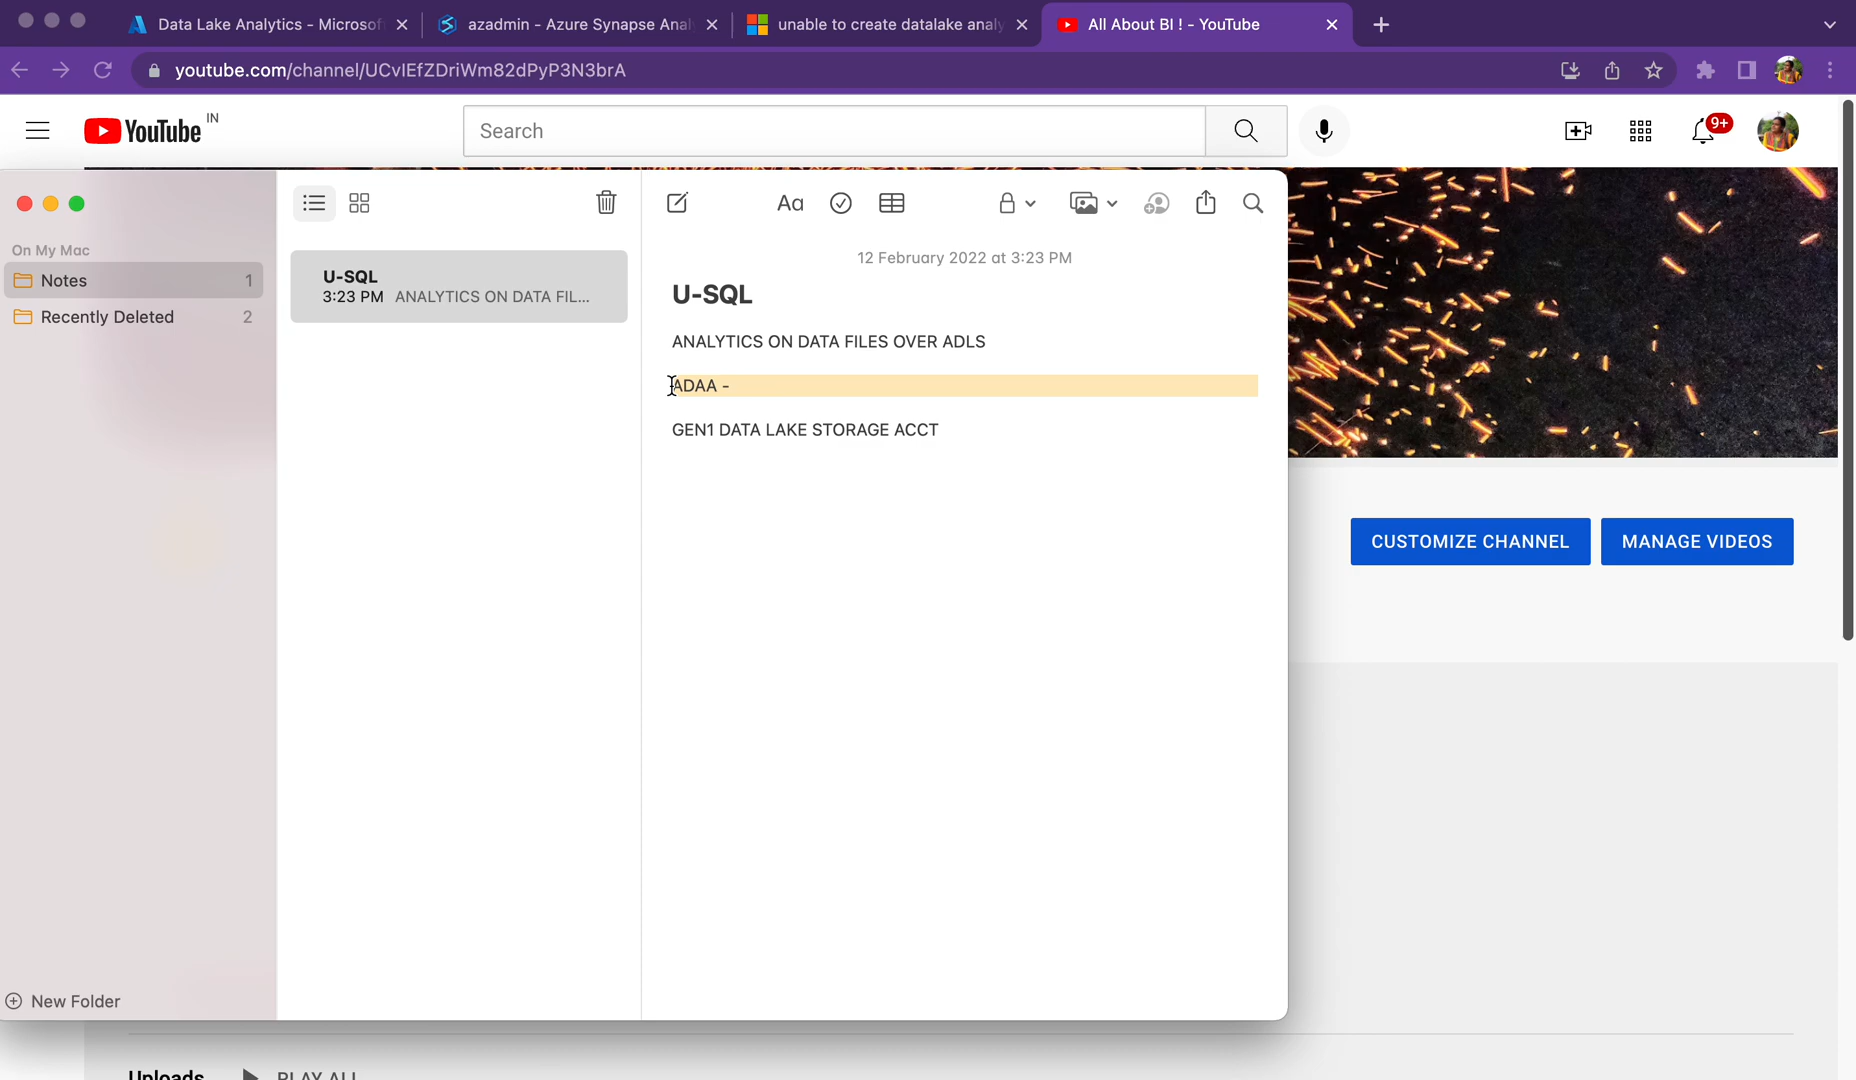 Data Lake Analytics - Microsof
azadmin - Azure Synapse Anal
unable to create datalake analy
All About BI ! - YouTube
youtube.com/channel/UCvIEfZDriWm82dPyP3N3brA
YouTube IN
Search
9+
On My Mac
Notes 1
Recently Deleted 2
New Folder
U-SQL
3:23 PM ANALYTICS ON DATA FIL...
Aa
12 February 2022 at 3:23 PM
U-SQL
ANALYTICS ON DATA FILES OVER ADLS
ADAA -
GEN1 DATA LAKE STORAGE ACCT
CUSTOMIZE CHANNEL
MANAGE VIDEOS
Uploads PLAY ALL